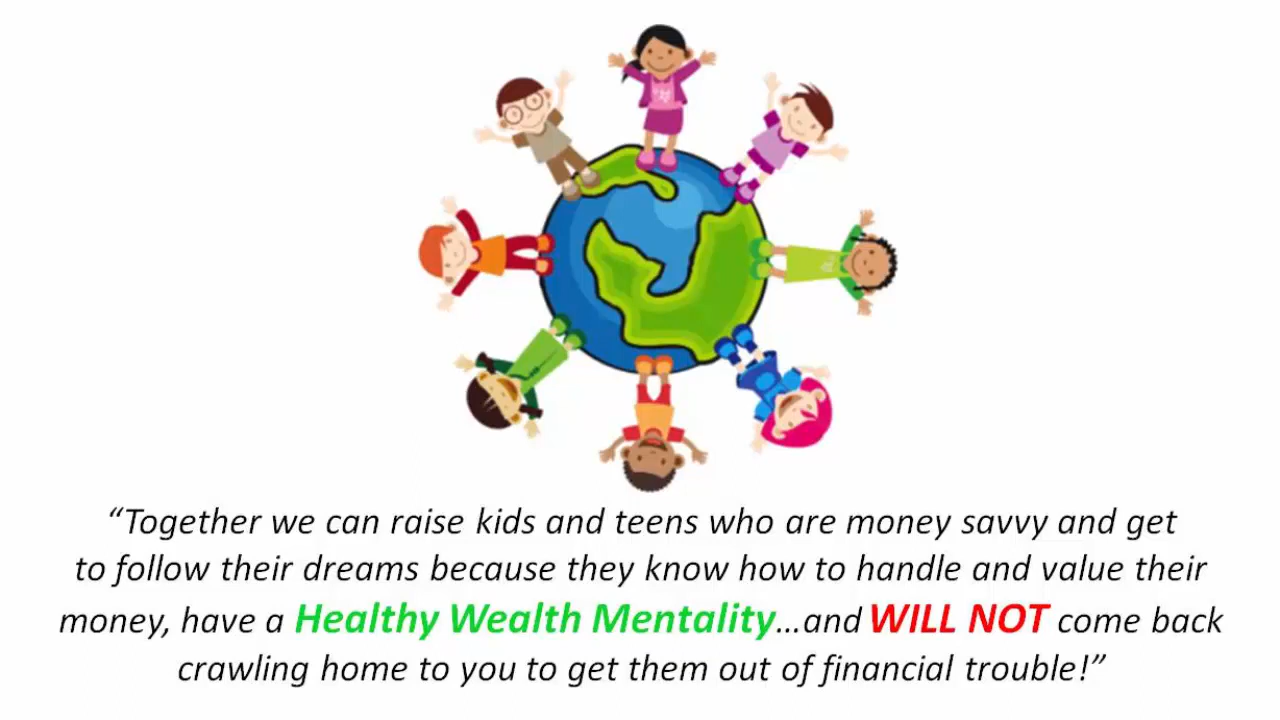 “Together we can raise kids and teens who are money savvy and get
to follow their dreams because they know how to handle and value their
money, have a Healthy Wealth Mentality…and WILL NOT come back
crawling home to you to get them out of financial trouble!”